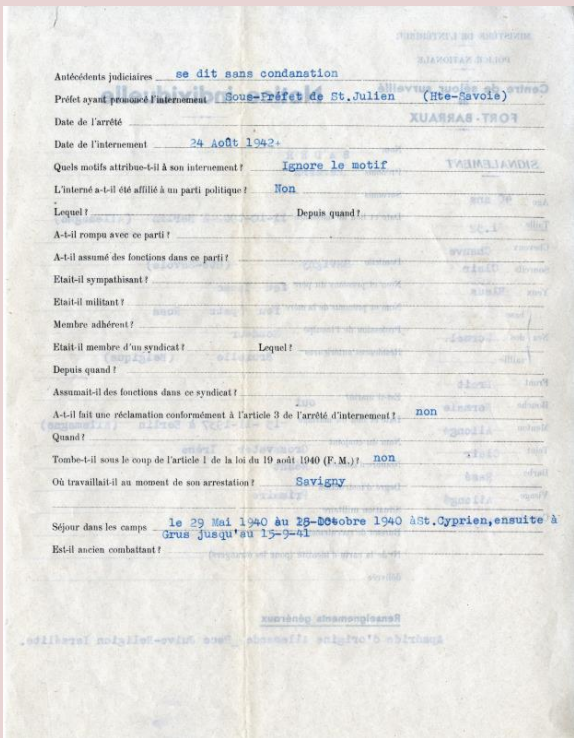 Antécédents judiciaires se dit sans condanation
Préfet ayant prononcé l'internement Sous-Préfet de St.Julien (Hte-Savoie)
Date de l'arrêté
Date de l'internement 24 Août 1942
Quels motifs attribue-t-il à son internement ? Ignore le motif
L'interné a-t-il été affilié à un parti politique ? Non
Lequel ? Depuis quand ?
A-t-il rompu avec ce parti ?
A-t-il assumé des fonctions dans ce parti ?
Etait-il sympathisant ?
Etait-il militant ?
Membre adhérent ?
Etait-il membre d'un syndicat ? Lequel ?
Depuis quand ?
Assumait-il des fonctions dans ce syndicat ?
A-t-il fait une réclamation conformément à l'article 3 de l'arrêté d'internement ? non
Quand ?
Tombe-t-il sous le coup de l'article 1 de la loi du 19 août 1940 (F. M.) ? non
Où travaillait-il au moment de son arrestation ? Savigny
Séjour dans les camps le 29 Mai 1940 au 28 Octobre 1940 àSt.Cyprien,ensuite à
Grus jusqu'au 15-9-41
Est-il ancien combattant ?